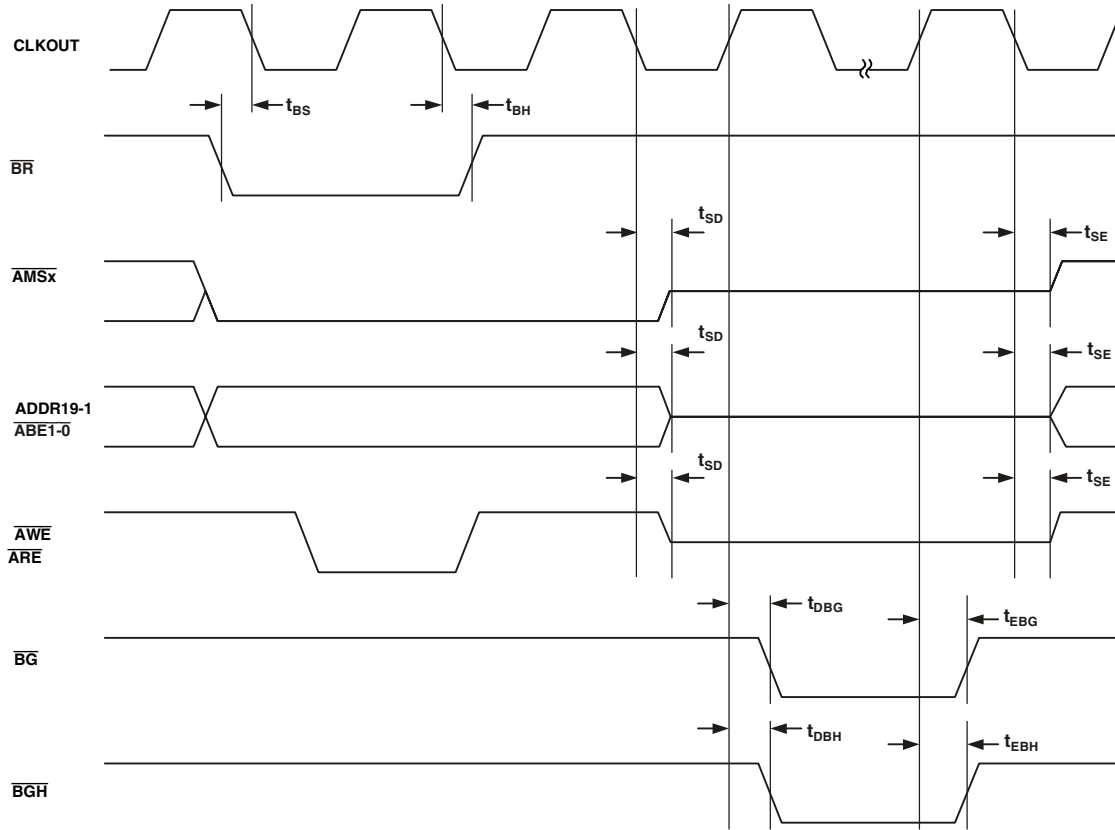 CLKOUT
tBS
tBH
BR
tSD
tSE
AMSx
tSD
tSE
ADDR19-1
ABE1-0
tSD
tSE
AWE
ARE
tDBG
tEBG
BG
tDBH
tEBH
BGH